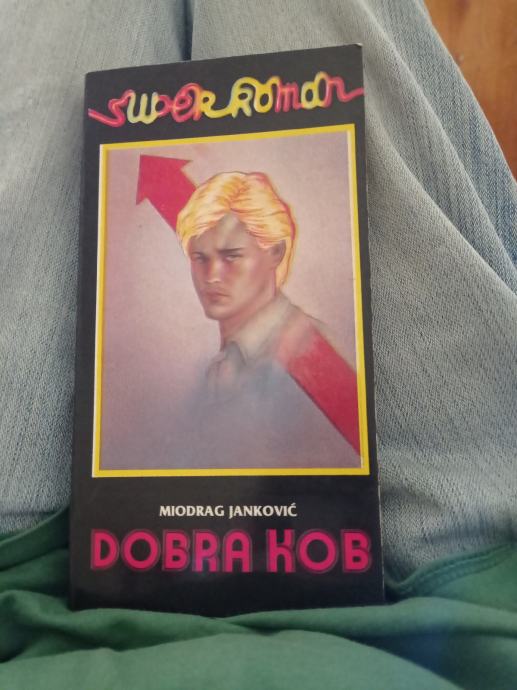 super roman
MIODRAG JANKOVIĆ
DOBRA KOB